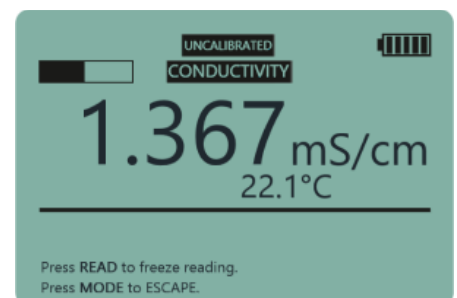 UNCALIBRATED
CONDUCTIVITY
1.367 mS/cm
22.1°C
Press READ to freeze reading.
Press MODE to ESCAPE.